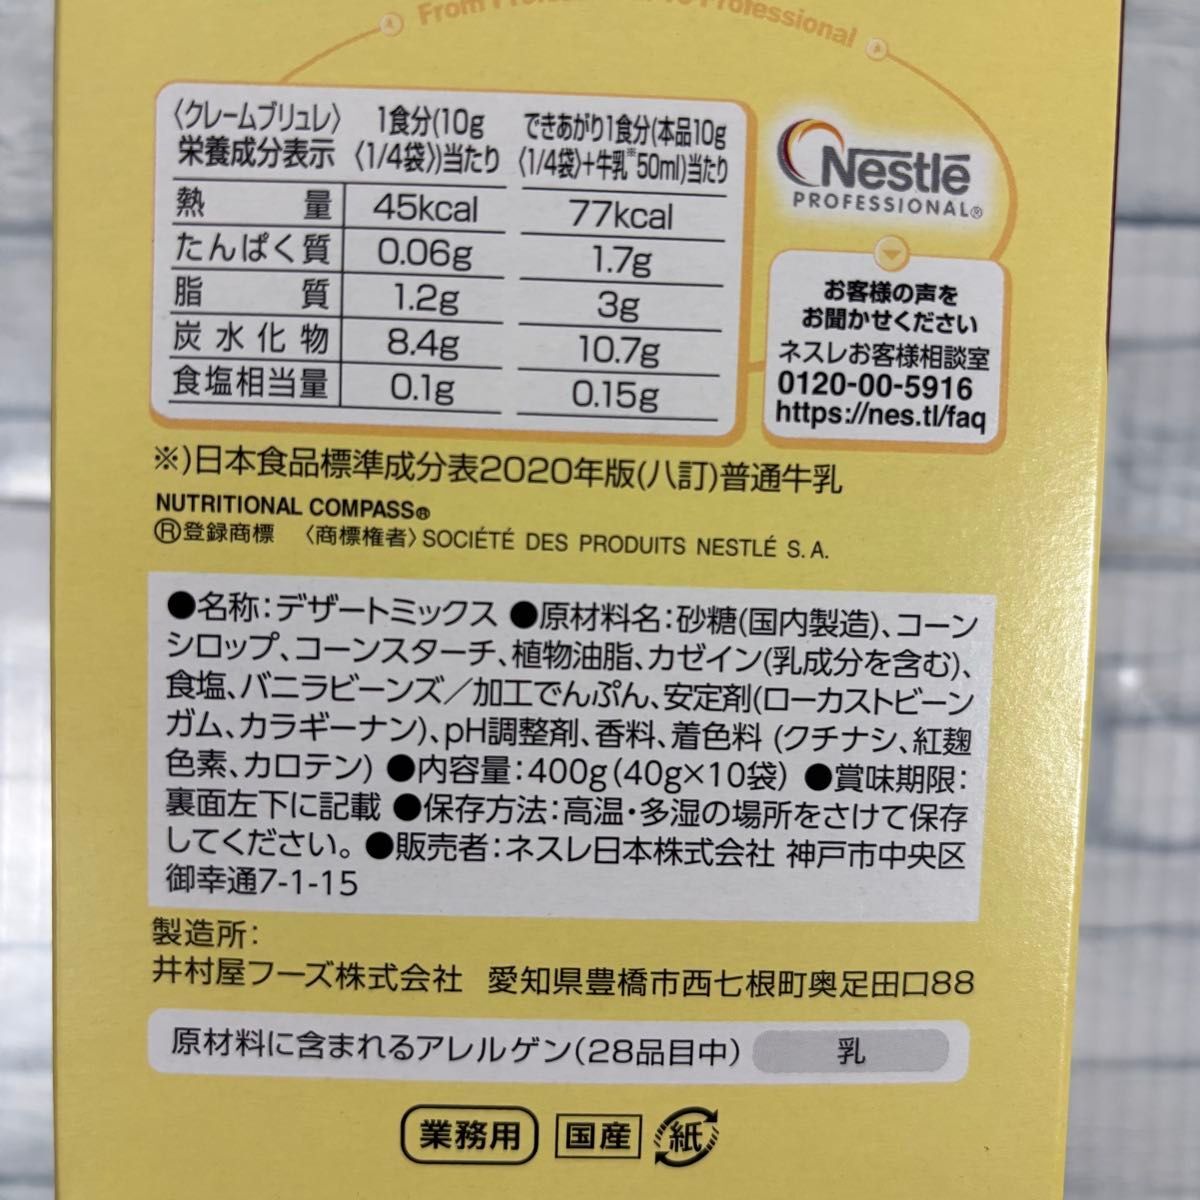 From Professional To Professional
〈クレームブリュレ〉
栄養成分表示
1食分(10g
〈1/4袋〉)当たり
できあがり1食分(本品10g
〈1/4袋〉+牛乳※50ml)当たり
熱量 45kcal 77kcal
たんぱく質 0.06g 1.7g
脂質 1.2g 3g
炭水化物 8.4g 10.7g
食塩相当量 0.1g 0.15g
Nestlé
PROFESSIONAL®
お客様の声を
お聞かせください
ネスレお客様相談室
0120-00-5916
https://nes.tl/faq
※)日本食品標準成分表2020年版(八訂)普通牛乳
NUTRITIONAL COMPASS®
Ⓡ登録商標 〈商標権者〉SOCIÉTÉ DES PRODUITS NESTLÉ S.A.
●名称:デザートミックス ●原材料名:砂糖(国内製造)、コーン
シロップ、コーンスターチ、植物油脂、カゼイン(乳成分を含む)、
食塩、バニラビーンズ/加工でんぷん、安定剤(ローカストビーン
ガム、カラギーナン)、pH調整剤、香料、着色料 (クチナシ、紅麹
色素、カロテン) ●内容量:400g(40g×10袋) ●賞味期限:
裏面左下に記載 ●保存方法:高温・多湿の場所をさけて保存
してください。●販売者:ネスレ日本株式会社 神戸市中央区
御幸通7-1-15
製造所:
井村屋フーズ株式会社 愛知県豊橋市西七根町奥足田口88
原材料に含まれるアレルゲン(28品目中) 乳
業務用 国産 紙